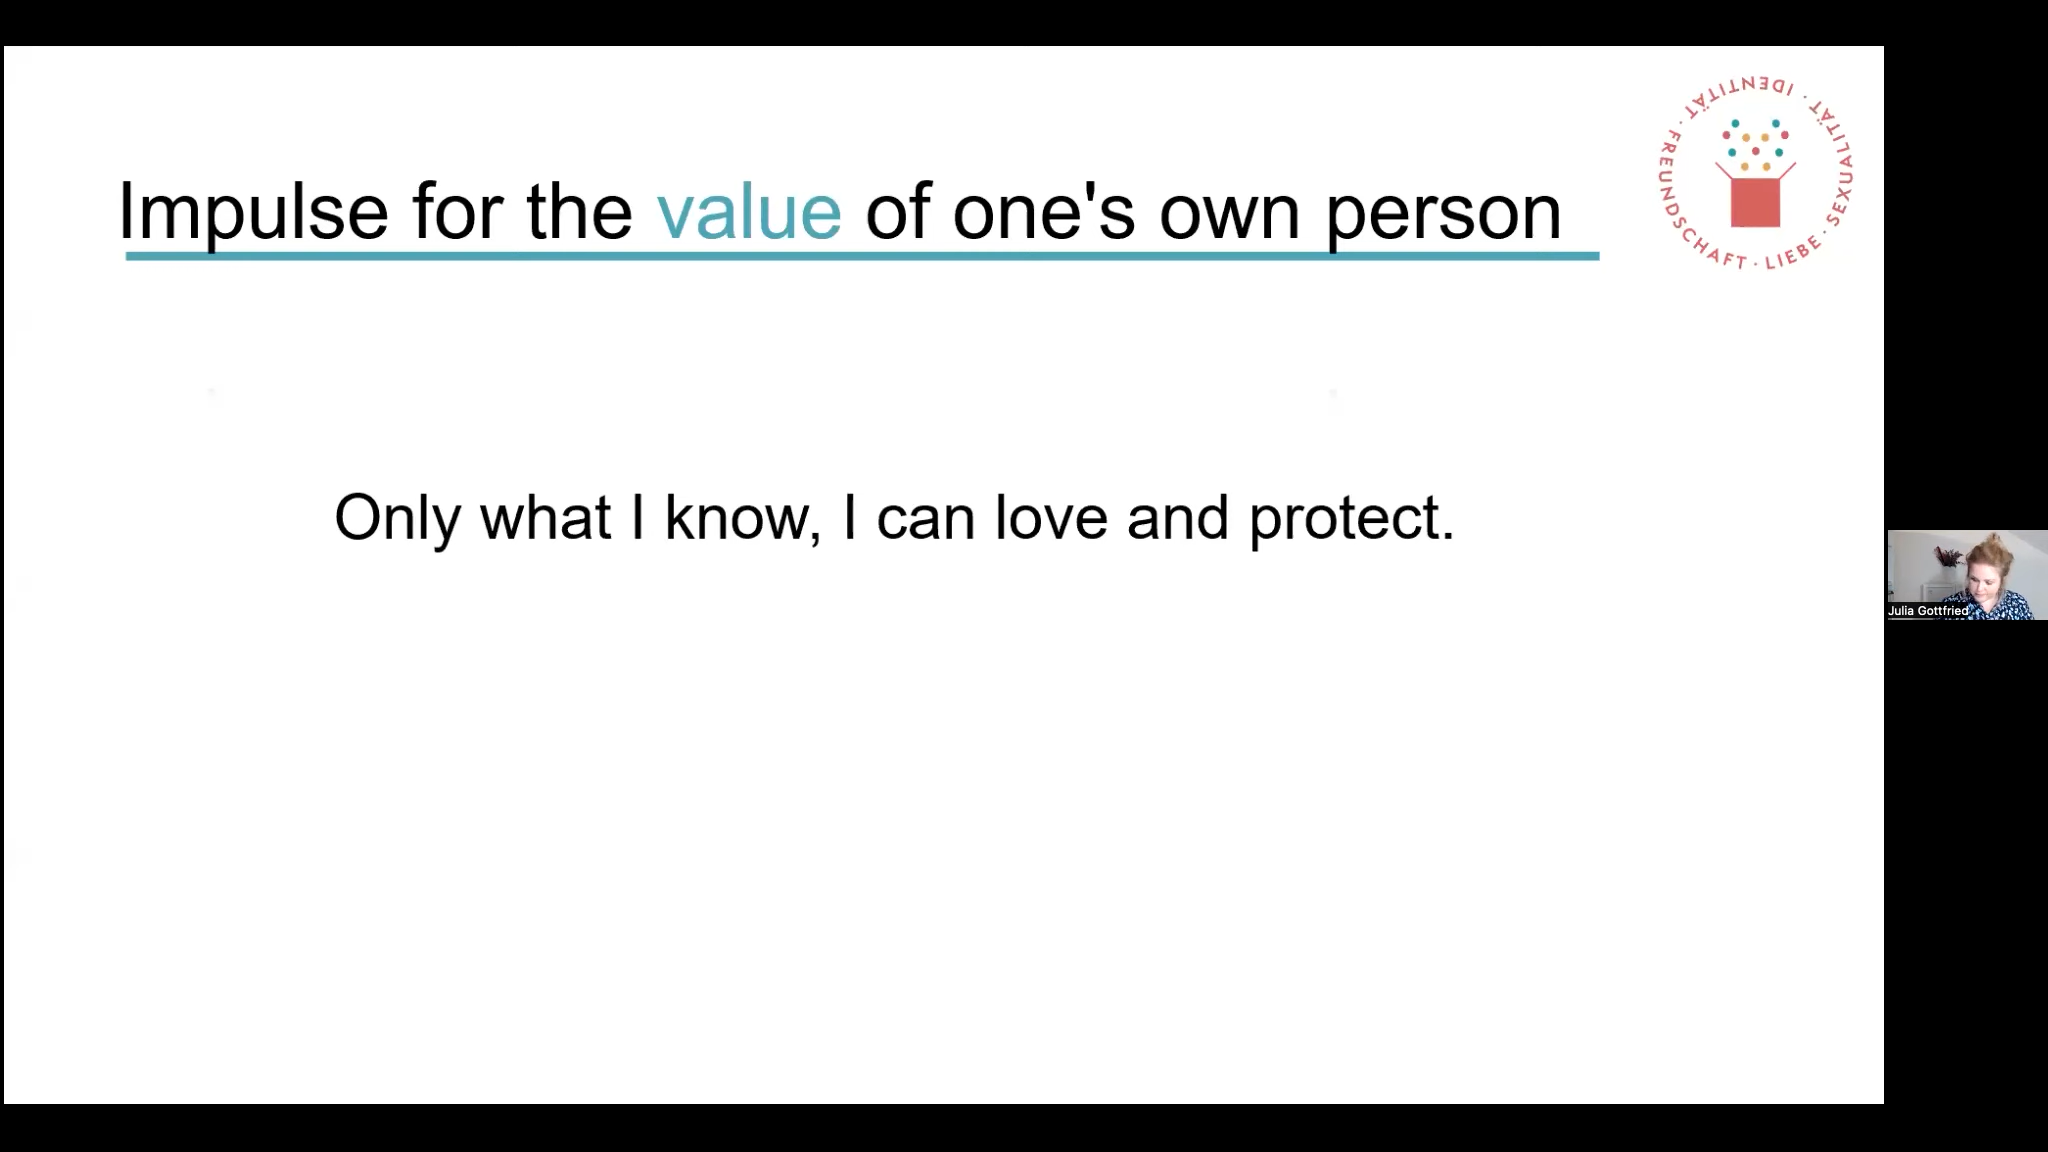 Impulse for the value of one's own person
FREUNDSCHAFT · LIEBE · SEXUALITÄT · IDENTITÄT ·
Only what I know, I can love and protect.
Julia Gottfried